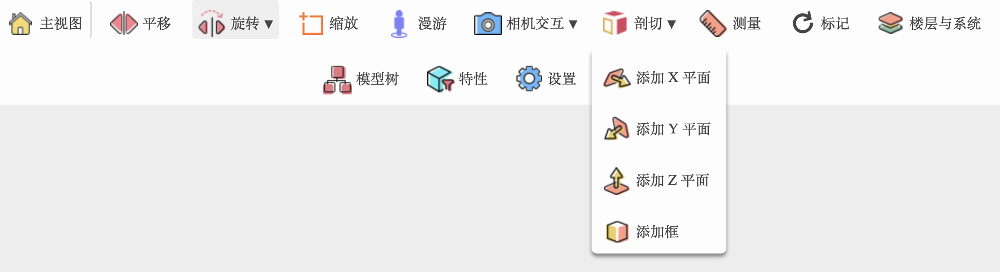 主视图 平移 旋转▼ 缩放 漫游 相机交互▼ 剖切▼ 测量 标记 楼层与系统
模型树 特性 设置
添加 X 平面
添加 Y 平面
添加 Z 平面
添加框